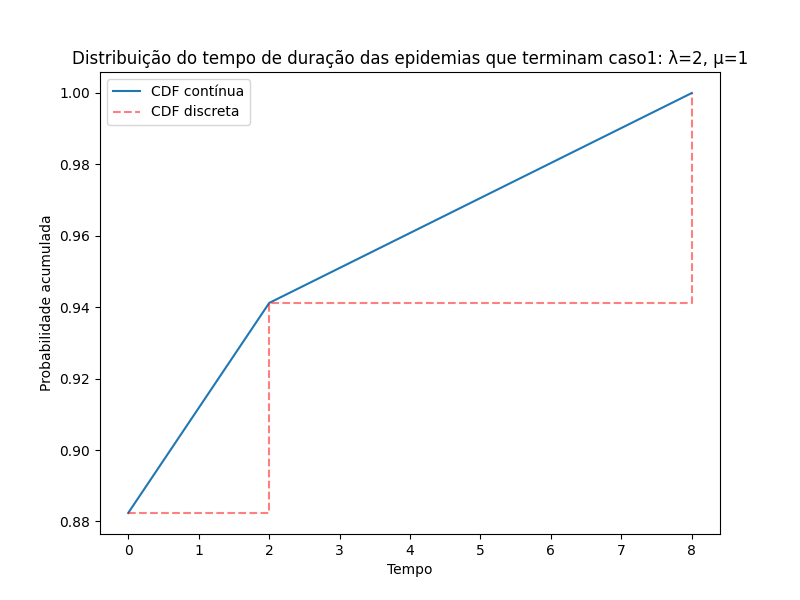 Distribuição do tempo de duração das epidemias que terminam caso1: λ=2, μ=1
CDF contínua
CDF discreta
1.00
0.98
0.96
0.94
0.92
0.90
0.88
Probabilidade acumulada
0 1 2 3 4 5 6 7 8
Tempo